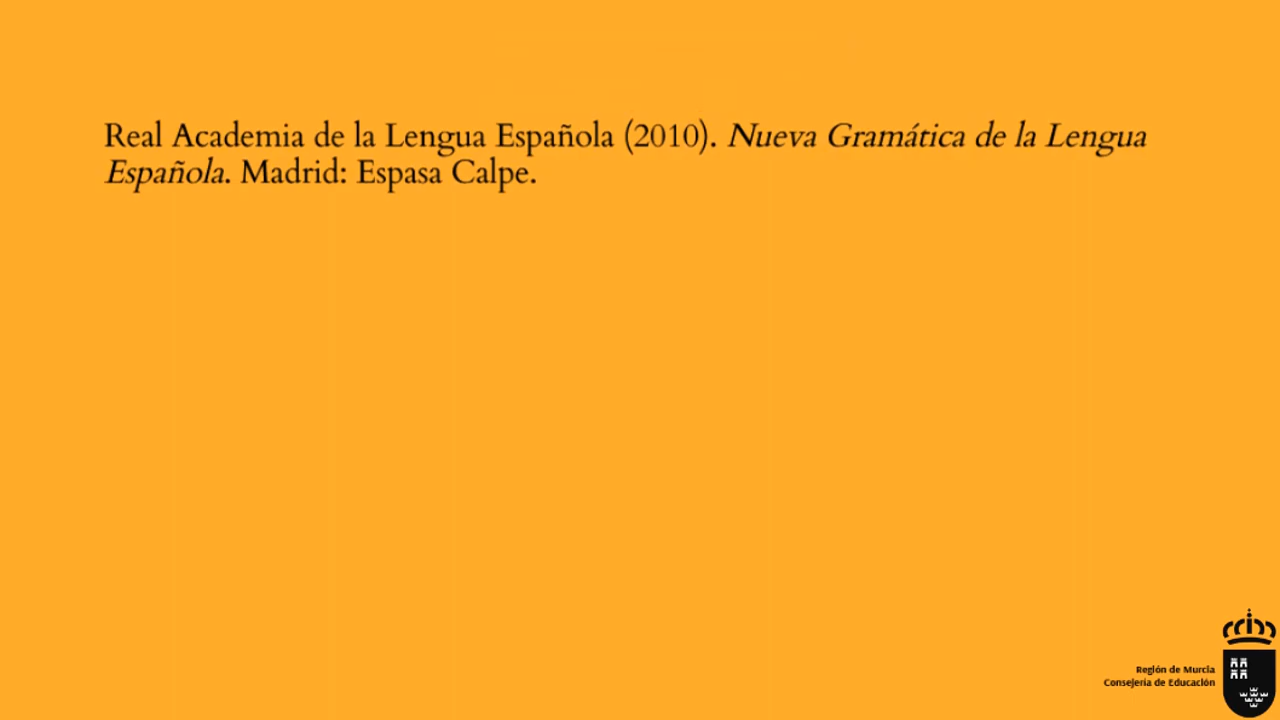 Real Academia de la Lengua Española (2010). Nueva Gramática de la Lengua
Española. Madrid: Espasa Calpe.
Región de Murcia
Consejería de Educación